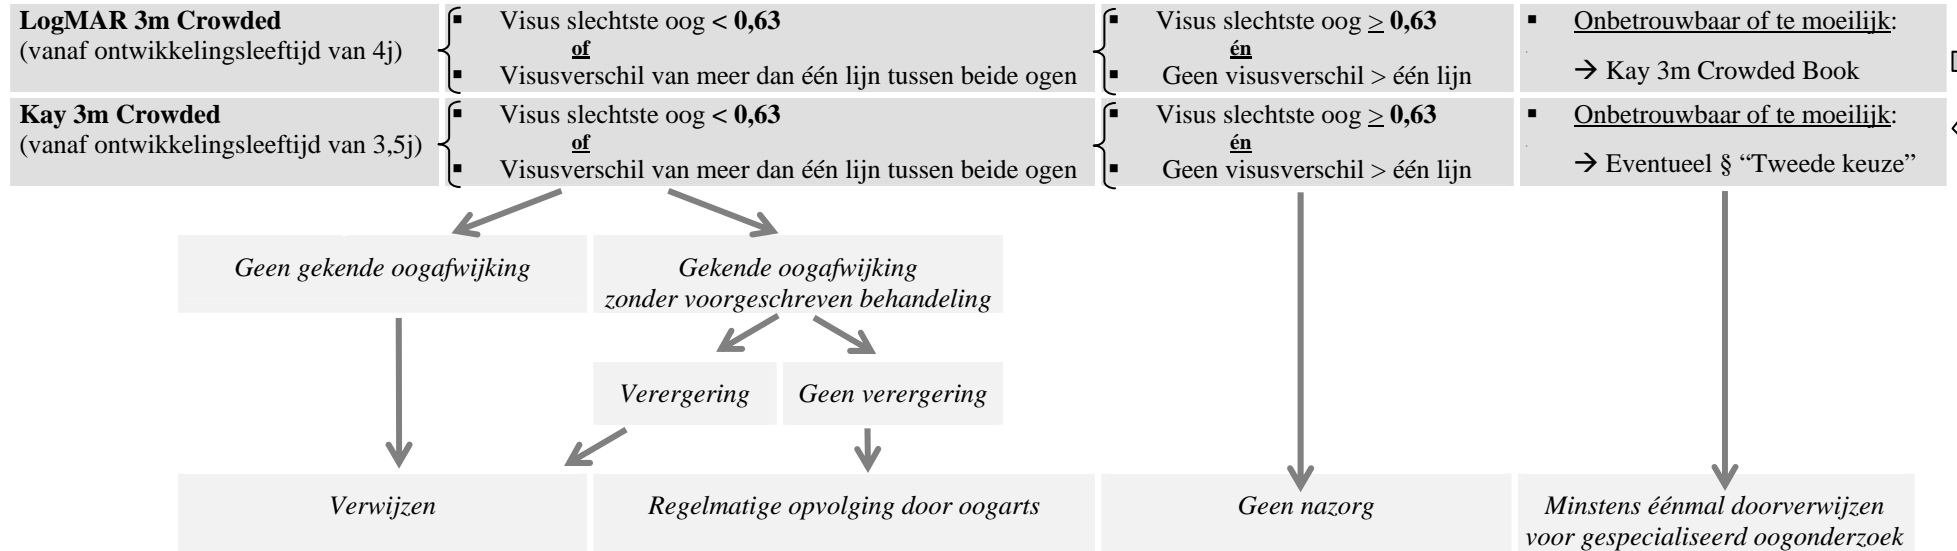 LogMAR 3m Crowded
(vanaf ontwikkelingsleeftijd van 4j)
▪ Visus slechtste oog < 0,63
of
▪ Visusverschil van meer dan één lijn tussen beide ogen
▪ Visus slechtste oog ≥ 0,63
én
▪ Geen visusverschil > één lijn
▪ Onbetrouwbaar of te moeilijk:
→ Kay 3m Crowded Book
Kay 3m Crowded
(vanaf ontwikkelingsleeftijd van 3,5j)
▪ Visus slechtste oog < 0,63
of
▪ Visusverschil van meer dan één lijn tussen beide ogen
▪ Visus slechtste oog ≥ 0,63
én
▪ Geen visusverschil > één lijn
▪ Onbetrouwbaar of te moeilijk:
→ Eventueel § “Tweede keuze”
Geen gekende oogafwijking
Gekende oogafwijking
zonder voorgeschreven behandeling
Verergering
Geen verergering
Verwijzen
Regelmatige opvolging door oogarts
Geen nazorg
Minstens éénmal doorverwijzen
voor gespecialiseerd oogonderzoek